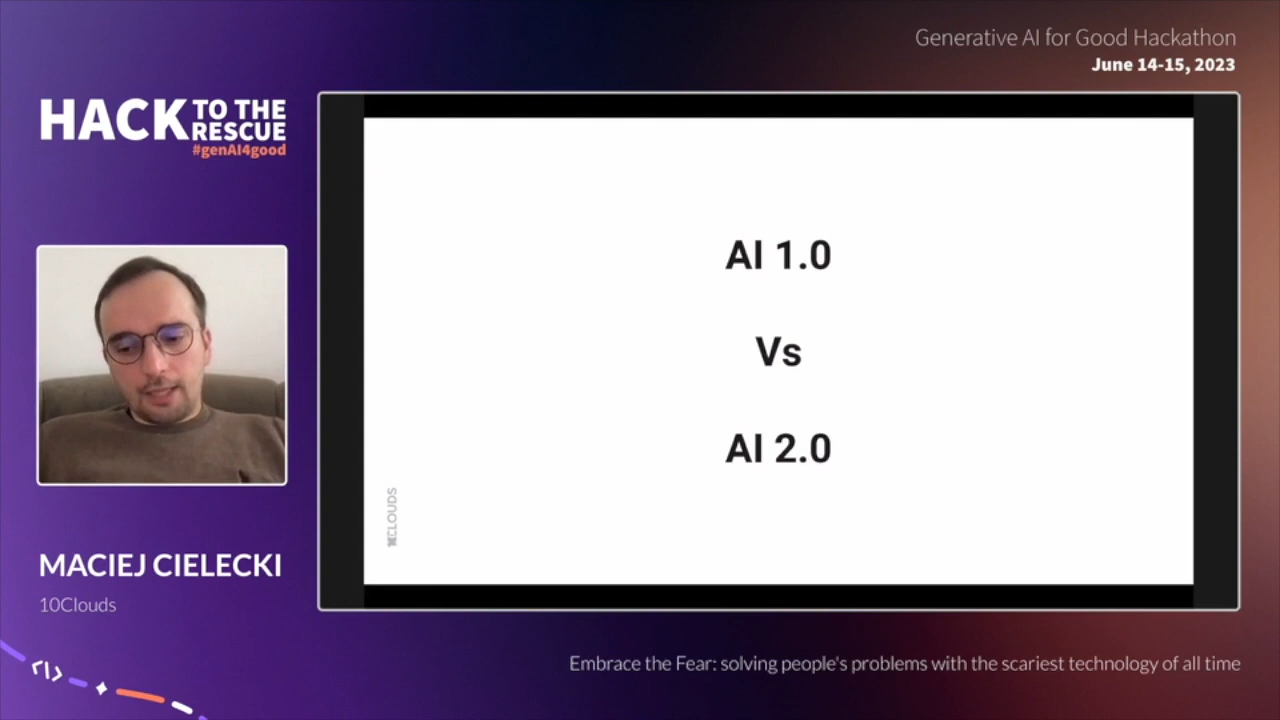 Generative AI for Good Hackathon
June 14-15, 2023
HACK TO THE RESCUE
#genAI4good
AI 1.0
Vs
AI 2.0
10CLOUDS
MACIEJ CIELECKI
10Clouds
Embrace the Fear: solving people's problems with the scariest technology of all time